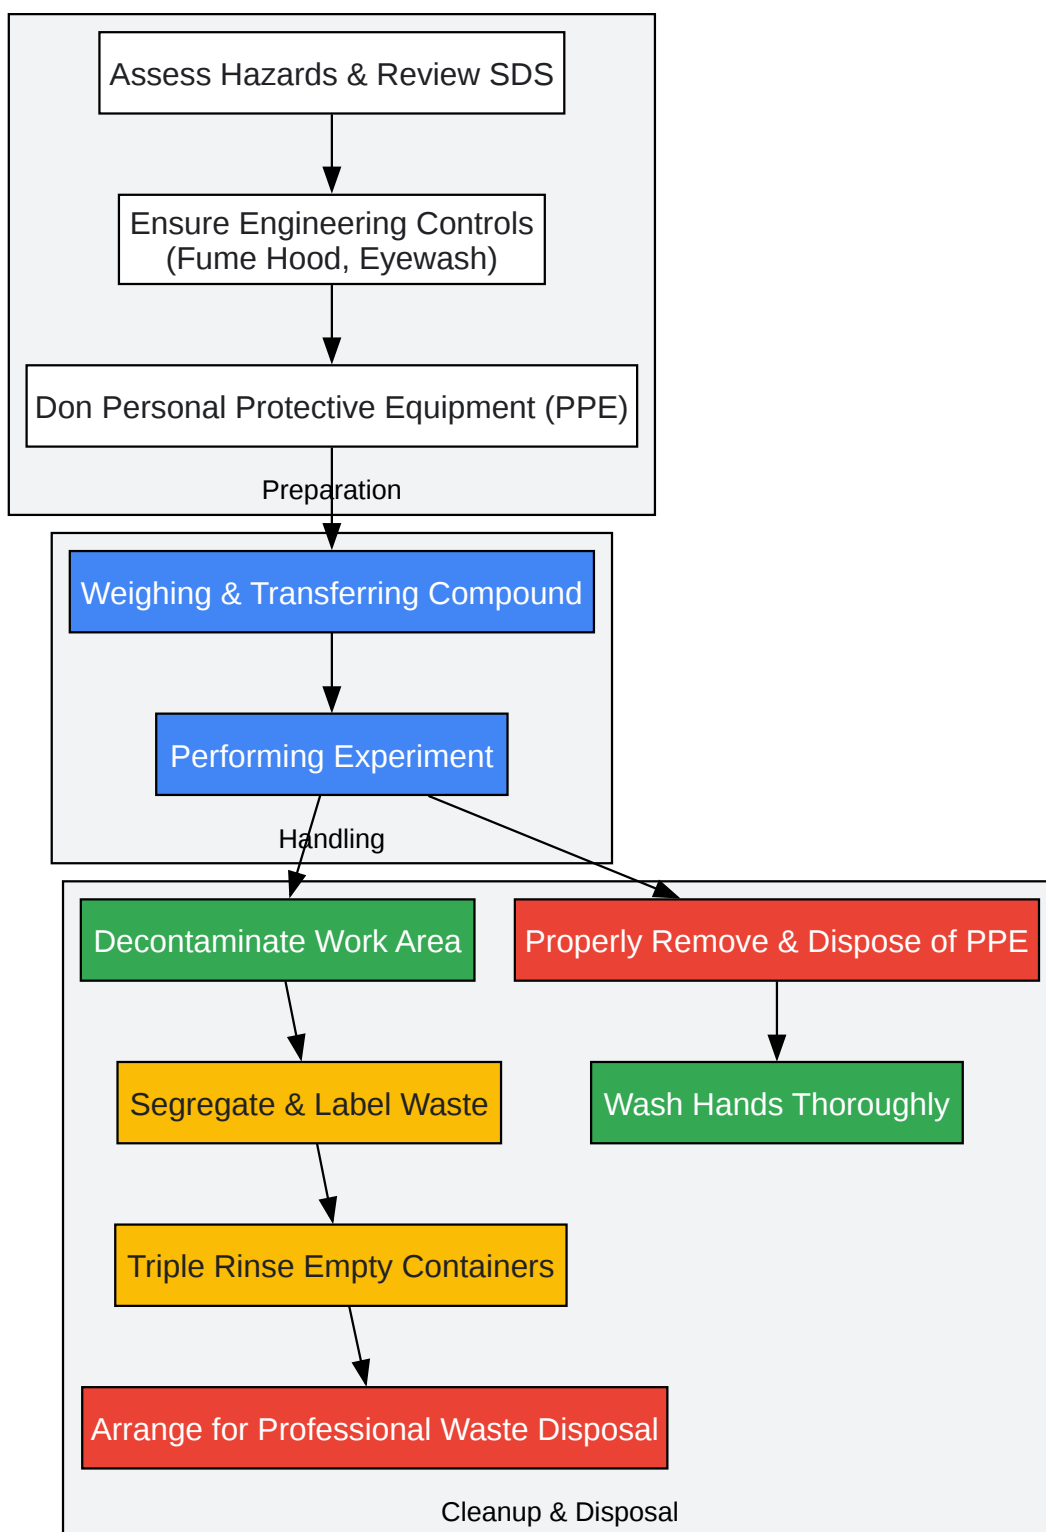 Assess Hazards & Review SDS
Ensure Engineering Controls
(Fume Hood, Eyewash)
Don Personal Protective Equipment (PPE)
Preparation
Weighing & Transferring Compound
Performing Experiment
Handling
Decontaminate Work Area
Properly Remove & Dispose of PPE
Segregate & Label Waste
Wash Hands Thoroughly
Triple Rinse Empty Containers
Arrange for Professional Waste Disposal
Cleanup & Disposal